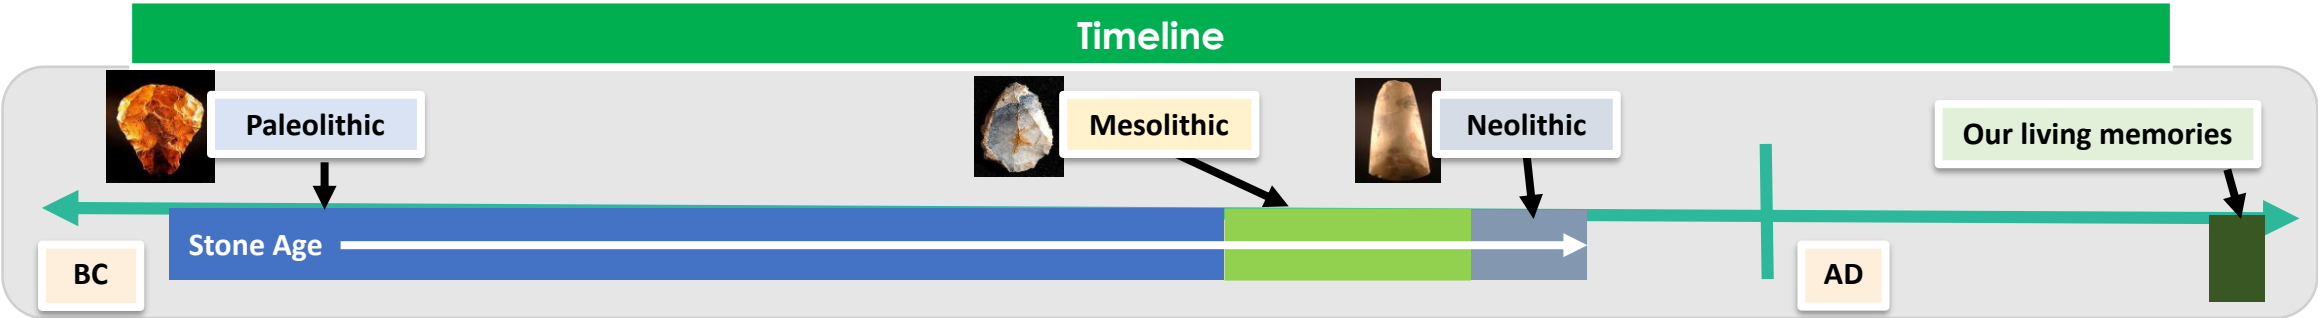 Timeline
Paleolithic
Mesolithic
Neolithic
Our living memories
Stone Age
BC
AD